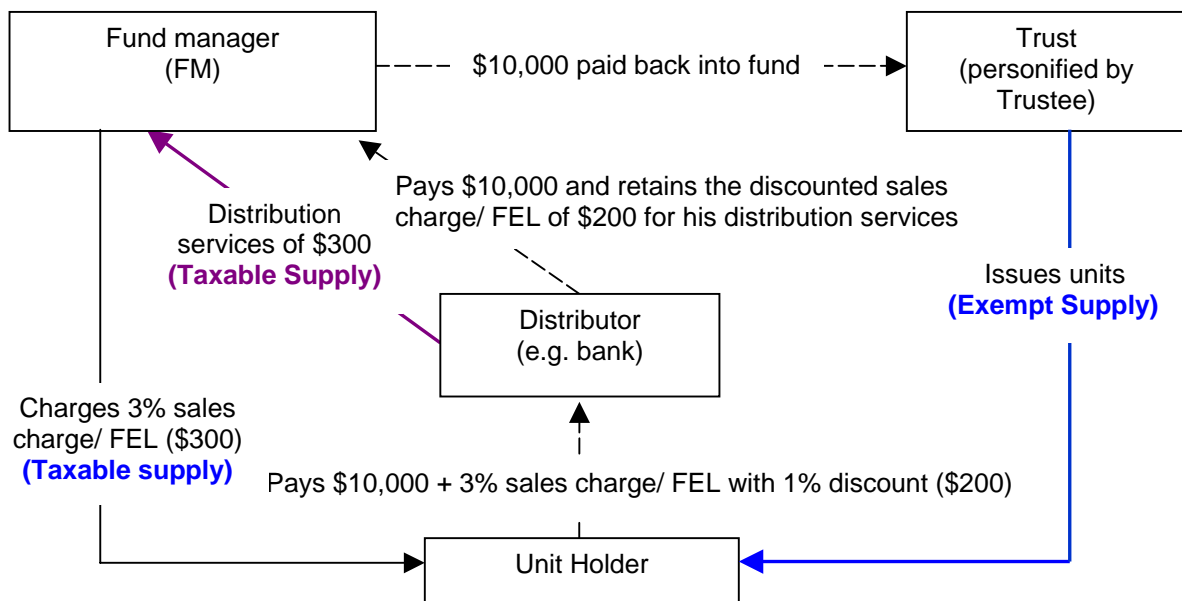 Fund manager
(FM)
$10,000 paid back into fund
Trust
(personified by
Trustee)
Pays $10,000 and retains the discounted sales
charge/ FEL of $200 for his distribution services
Distribution
services of $300
(Taxable Supply)
Issues units
(Exempt Supply)
Distributor
(e.g. bank)
Charges 3% sales
charge/ FEL ($300)
(Taxable supply)
Pays $10,000 + 3% sales charge/ FEL with 1% discount ($200)
Unit Holder